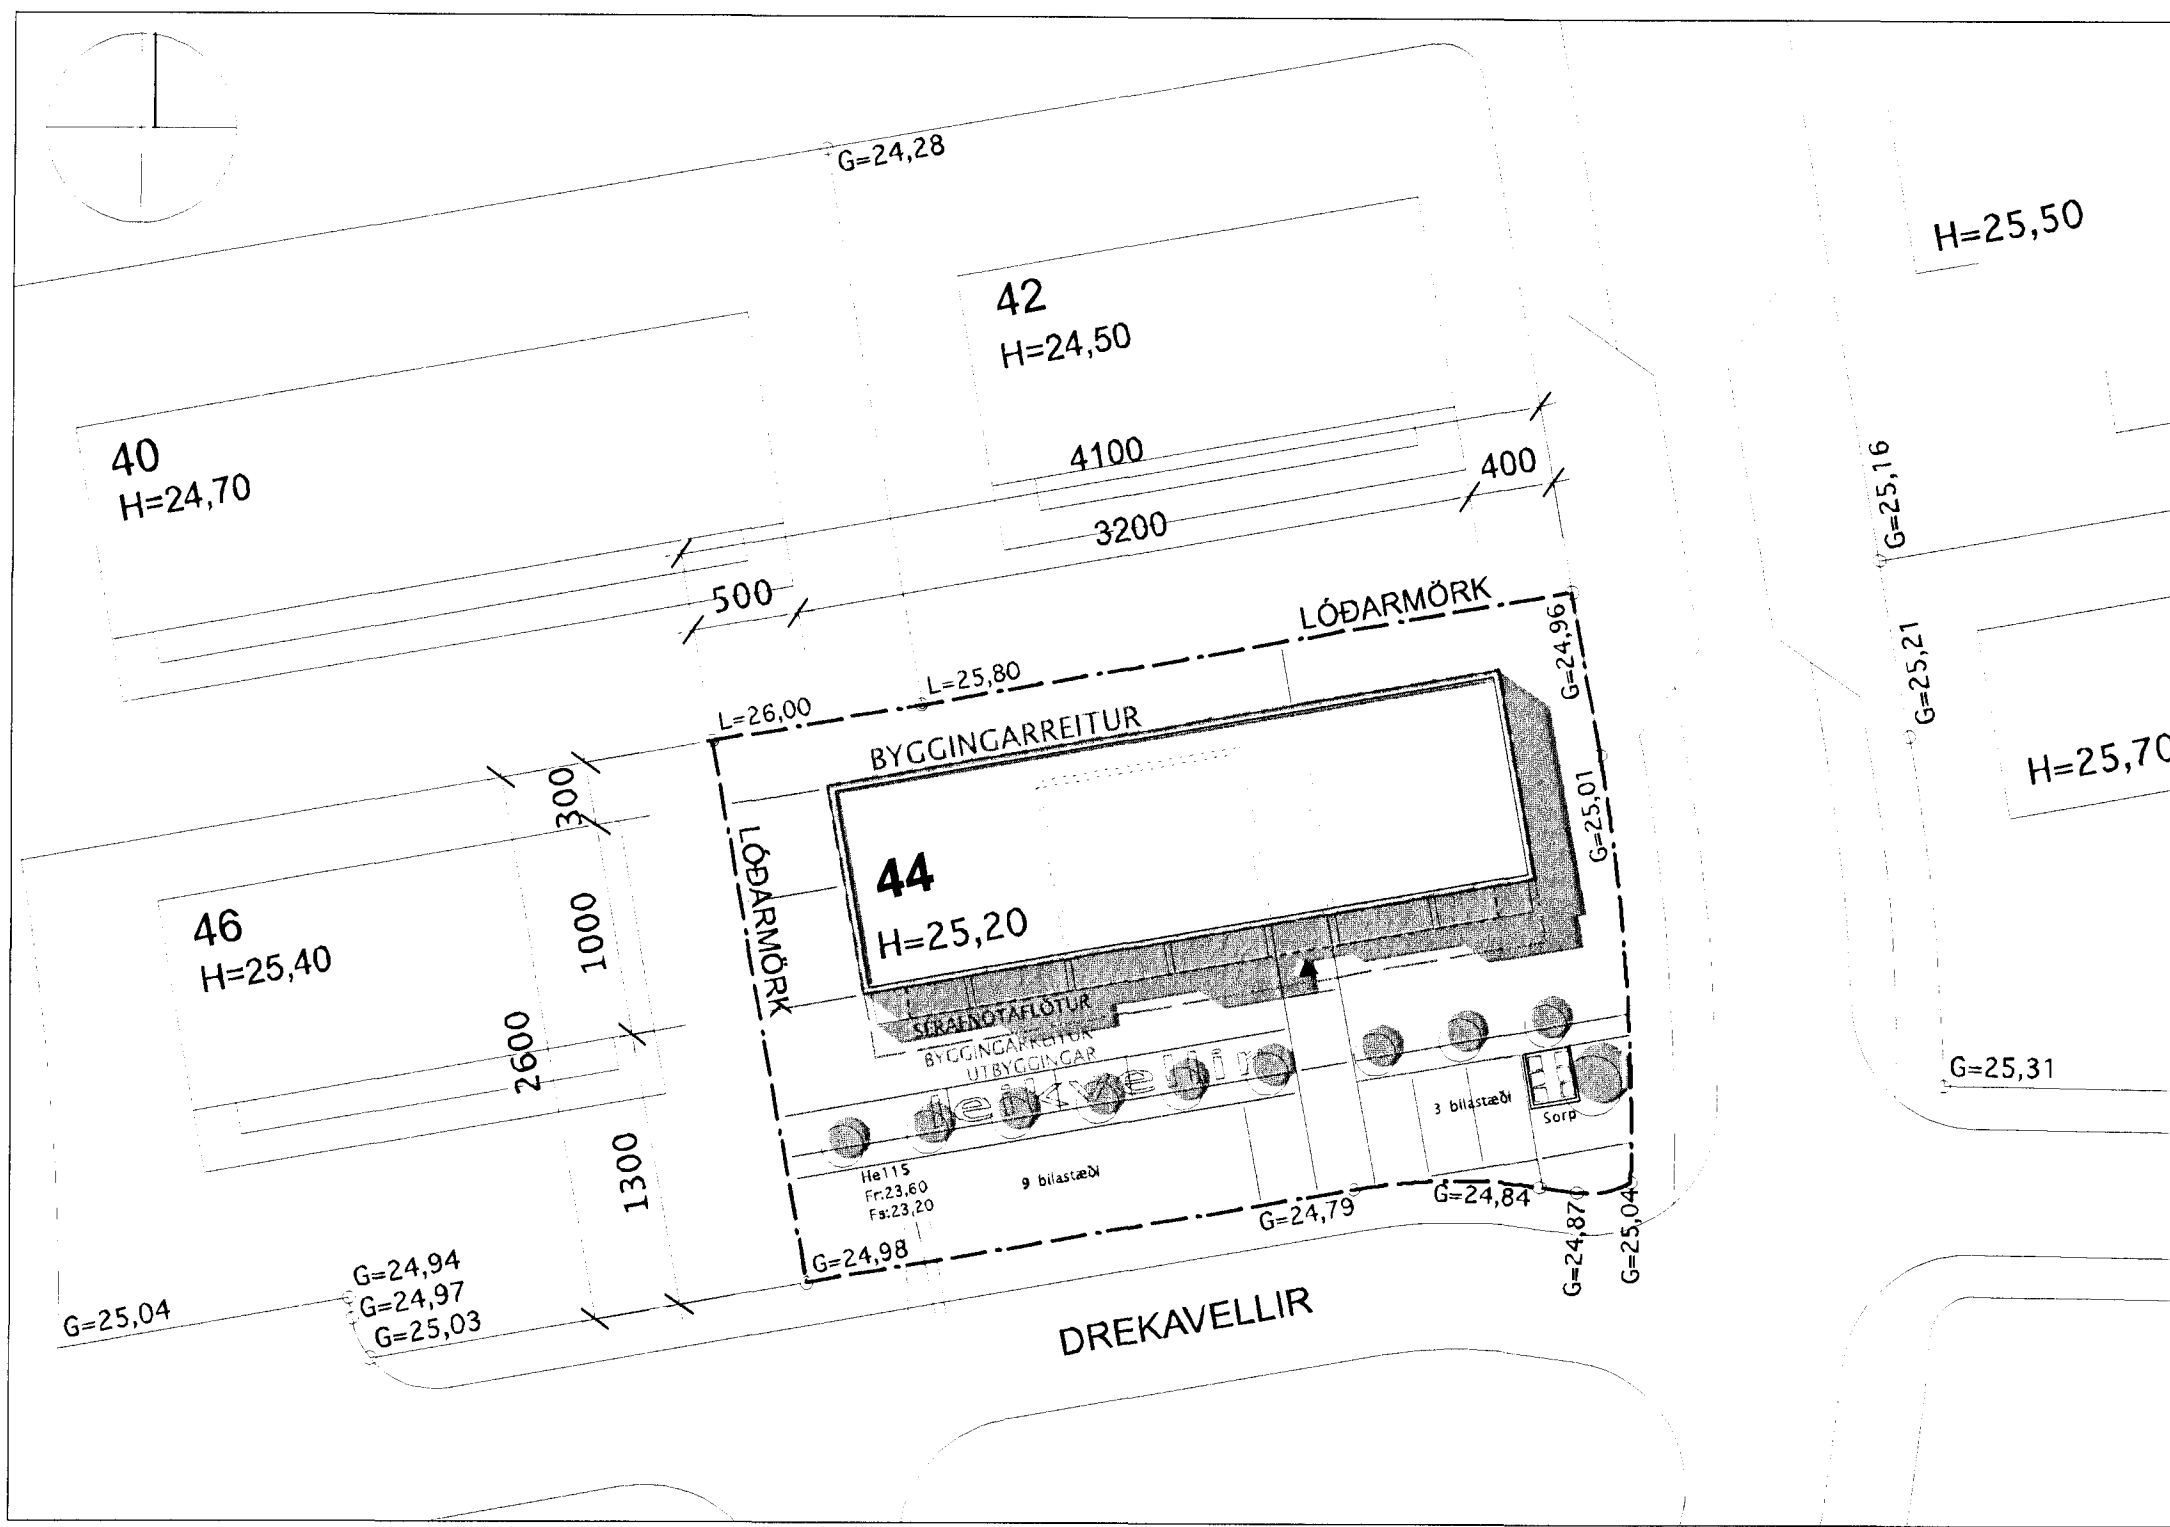 G=24,28
H=25,50
42
H=24,50
40
H=24,70
4100
400
3200
500
G=25,16
LÓÐARMÖRK
G=24,96
G=25,21
L=25,80
L=26,00
BYGGINGARREITUR
H=25,70
300
G=25,01
LÓÐARMÖRK
44
H=25,20
46
H=25,40
1000
2600
SÉRAFNOTAFLÖTUR
BYGGINGARREITUR
UTBYGGINGAR
G=25,31
3 bílastæði
Sorp
1300
He115
Fr:23,60
Fs:23,20
9 bílastæði
G=24,98
G=24,79
G=24,84
G=24,87
G=25,04
G=24,94
G=24,97
G=25,03
G=25,04
DREKAVELLIR